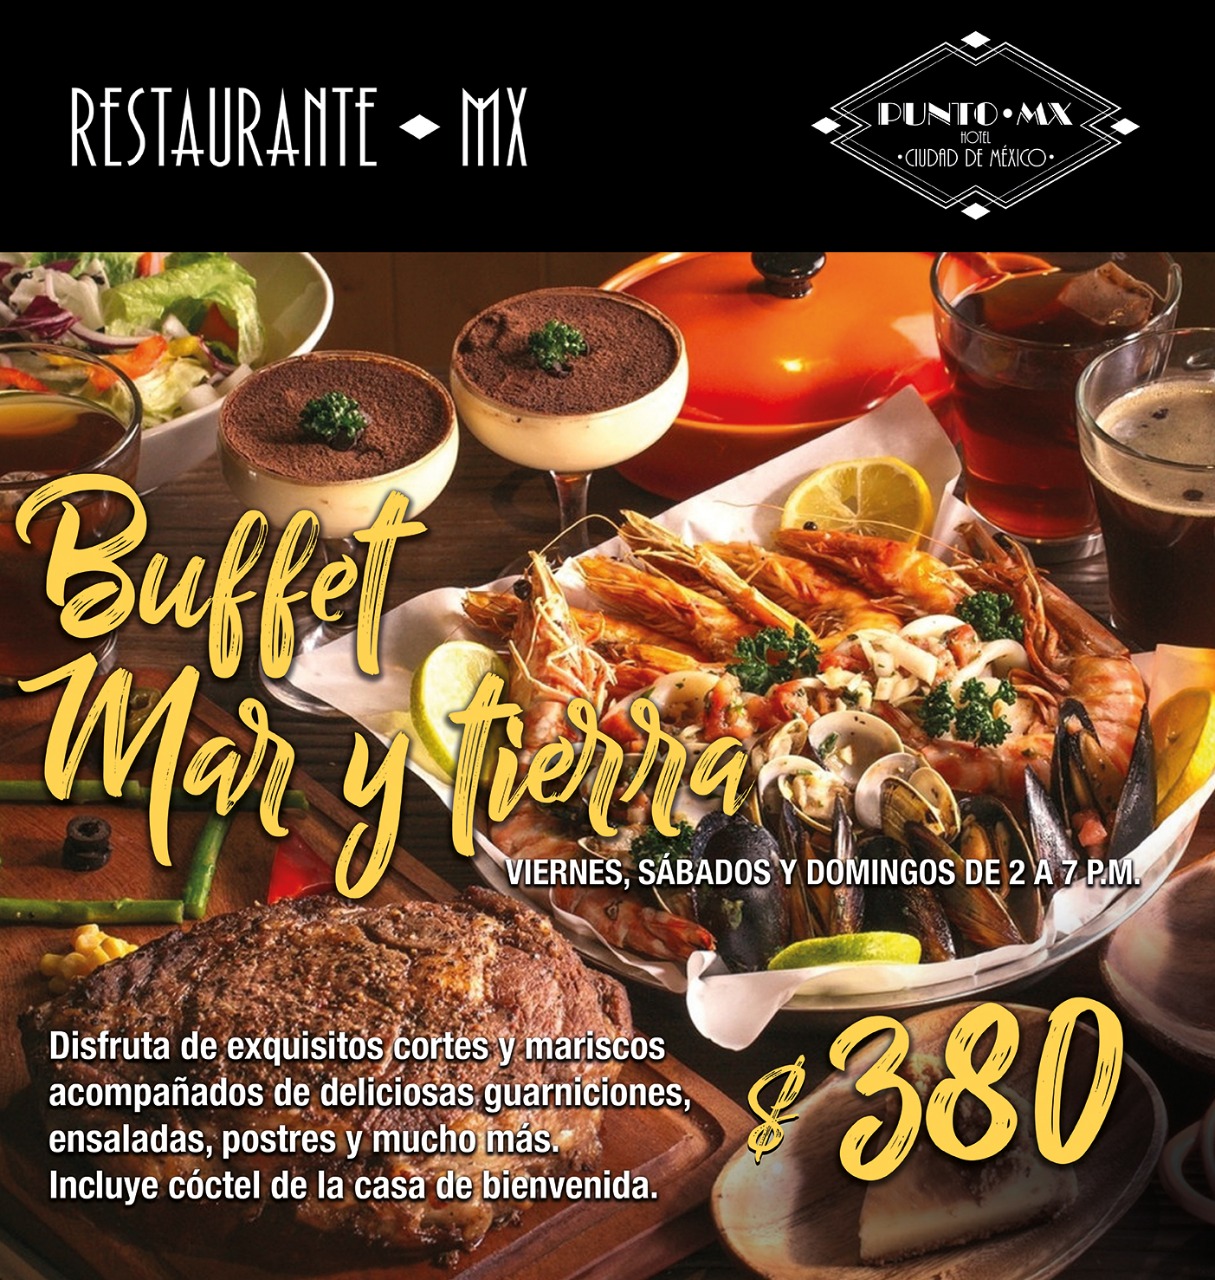 RESTAURANTE MX
PUNTO • MX
HOTEL
• CIUDAD DE MÉXICO •
Buffet
Mar y tierra
VIERNES, SÁBADOS Y DOMINGOS DE 2 A 7 P.M.
Disfruta de exquisitos cortes y mariscos
acompañados de deliciosas guarniciones,
ensaladas, postres y mucho más.
Incluye cóctel de la casa de bienvenida.
$ 380